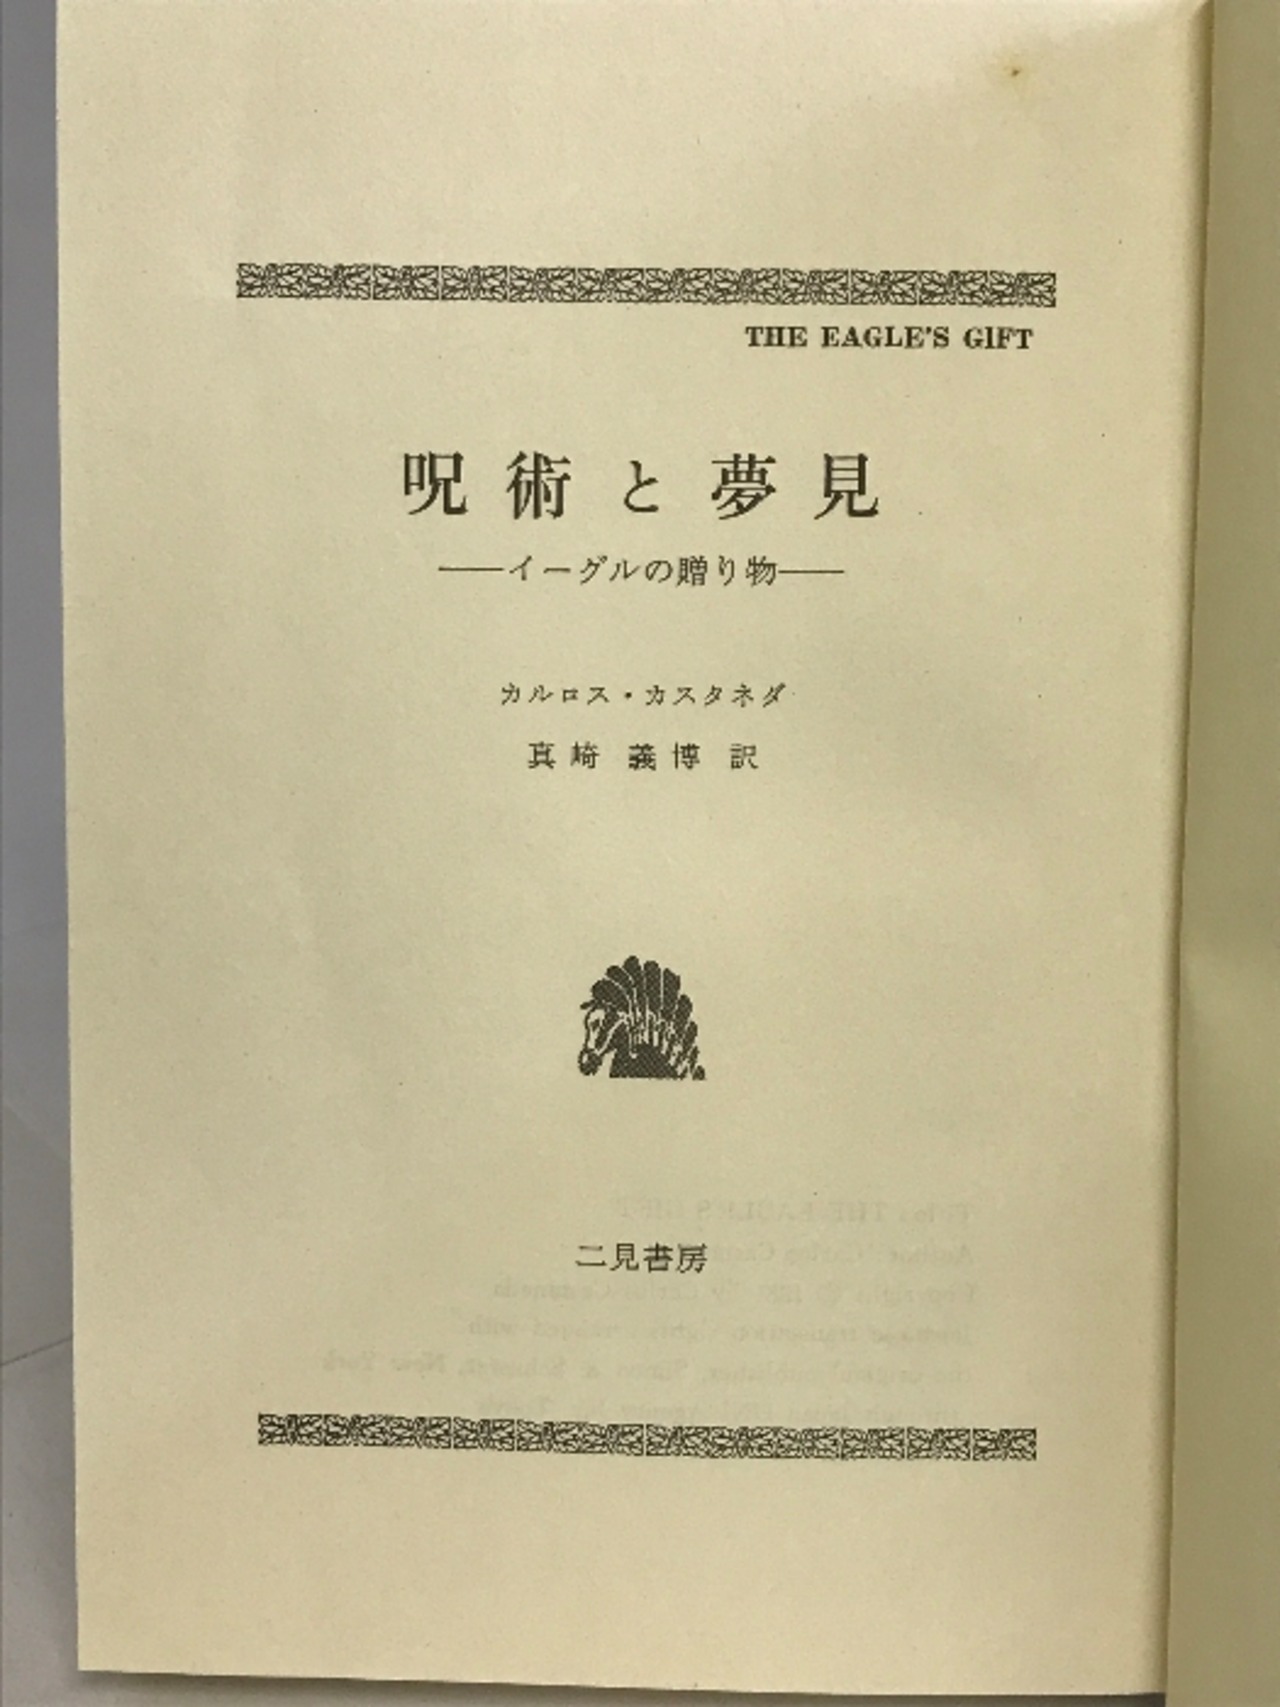 THE EAGLE'S GIFT
呪術と夢見
——イーグルの贈り物——
カルロス・カスタネダ
真崎 義博 訳
二見書房